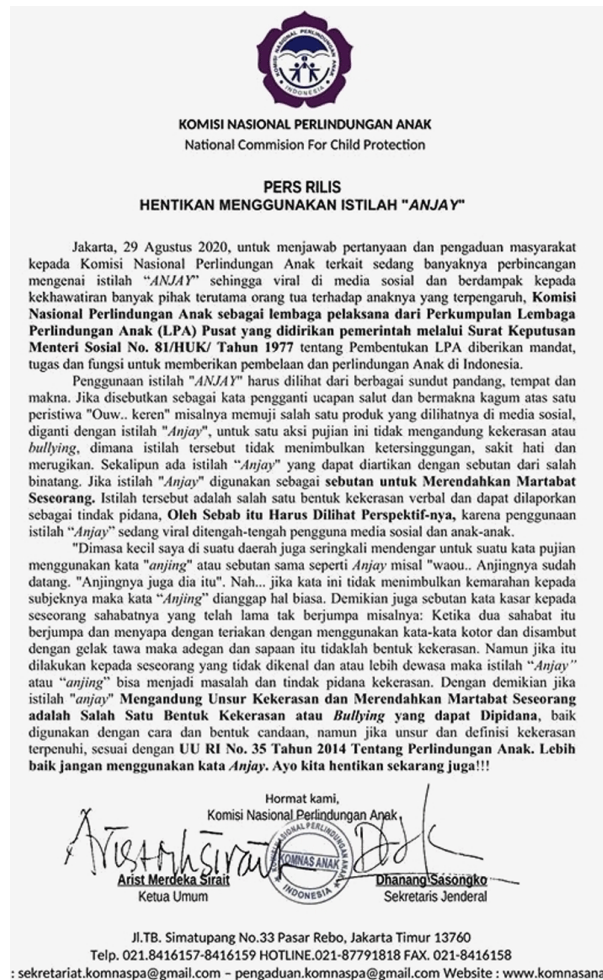 KOMISI NASIONAL PERLINDUNGAN ANAK
INDONESIA
KOMISI NASIONAL PERLINDUNGAN ANAK
National Commision For Child Protection
PERS RILIS
HENTIKAN MENGGUNAKAN ISTILAH "ANJAY"
Jakarta, 29 Agustus 2020, untuk menjawab pertanyaan dan pengaduan masyarakat
kepada Komisi Nasional Perlindungan Anak terkait sedang banyaknya perbincangan
mengenai istilah “ANJAY” sehingga viral di media sosial dan berdampak kepada
kekhawatiran banyak pihak terutama orang tua terhadap anaknya yang terpengaruh, Komisi
Nasional Perlindungan Anak sebagai lembaga pelaksana dari Perkumpulan Lembaga
Perlindungan Anak (LPA) Pusat yang didirikan pemerintah melalui Surat Keputusan
Menteri Sosial No. 81/HUK/ Tahun 1977 tentang Pembentukan LPA diberikan mandat,
tugas dan fungsi untuk memberikan pembelaan dan perlindungan Anak di Indonesia.
Penggunaan istilah "ANJAY" harus dilihat dari berbagai sundut pandang, tempat dan
makna. Jika disebutkan sebagai kata pengganti ucapan salut dan bermakna kagum atas satu
peristiwa "Ouw.. keren" misalnya memuji salah satu produk yang dilihatnya di media sosial,
diganti dengan istilah "Anjay", untuk satu aksi pujian ini tidak mengandung kekerasan atau
bullying, dimana istilah tersebut tidak menimbulkan ketersinggungan, sakit hati dan
merugikan. Sekalipun ada istilah “Anjay” yang dapat diartikan dengan sebutan dari salah
binatang. Jika istilah "Anjay" digunakan sebagai sebutan untuk Merendahkan Martabat
Seseorang. Istilah tersebut adalah salah satu bentuk kekerasan verbal dan dapat dilaporkan
sebagai tindak pidana, Oleh Sebab itu Harus Dilihat Perspektif-nya, karena penggunaan
istilah “Anjay” sedang viral ditengah-tengah pengguna media sosial dan anak-anak.
"Dimasa kecil saya di suatu daerah juga seringkali mendengar untuk suatu kata pujian
menggunakan kata "anjing" atau sebutan sama seperti Anjay misal "waou.. Anjingnya sudah
datang. "Anjingnya juga dia itu". Nah... jika kata ini tidak menimbulkan kemarahan kepada
subjeknya maka kata “Anjing” dianggap hal biasa. Demikian juga sebutan kata kasar kepada
seseorang sahabatnya yang telah lama tak berjumpa misalnya: Ketika dua sahabat itu
berjumpa dan menyapa dengan teriakan dengan menggunakan kata-kata kotor dan disambut
dengan gelak tawa maka adegan dan sapaan itu tidaklah bentuk kekerasan. Namun jika itu
dilakukan kepada seseorang yang tidak dikenal dan atau lebih dewasa maka istilah “Anjay”
atau “anjing” bisa menjadi masalah dan tindak pidana kekerasan. Dengan demikian jika
istilah "anjay" Mengandung Unsur Kekerasan dan Merendahkan Martabat Seseorang
adalah Salah Satu Bentuk Kekerasan atau Bullying yang dapat Dipidana, baik
digunakan dengan cara dan bentuk candaan, namun jika unsur dan definisi kekerasan
terpenuhi, sesuai dengan UU RI No. 35 Tahun 2014 Tentang Perlindungan Anak. Lebih
baik jangan menggunakan kata Anjay. Ayo kita hentikan sekarang juga!!!
Hormat kami,
Komisi Nasional Perlindungan Anak
KOMNAS ANAK
INDONESIA
Arist Merdeka Sirait Dhanang Sasongko
Ketua Umum Sekretaris Jenderal
Jl.TB. Simatupang No.33 Pasar Rebo, Jakarta Timur 13760
Telp. 021.8416157-8416159 HOTLINE.021-87791818 FAX. 021-8416158
: sekretariat.komnaspa@gmail.com – pengaduan.komnaspa@gmail.com Website : www.komnasana